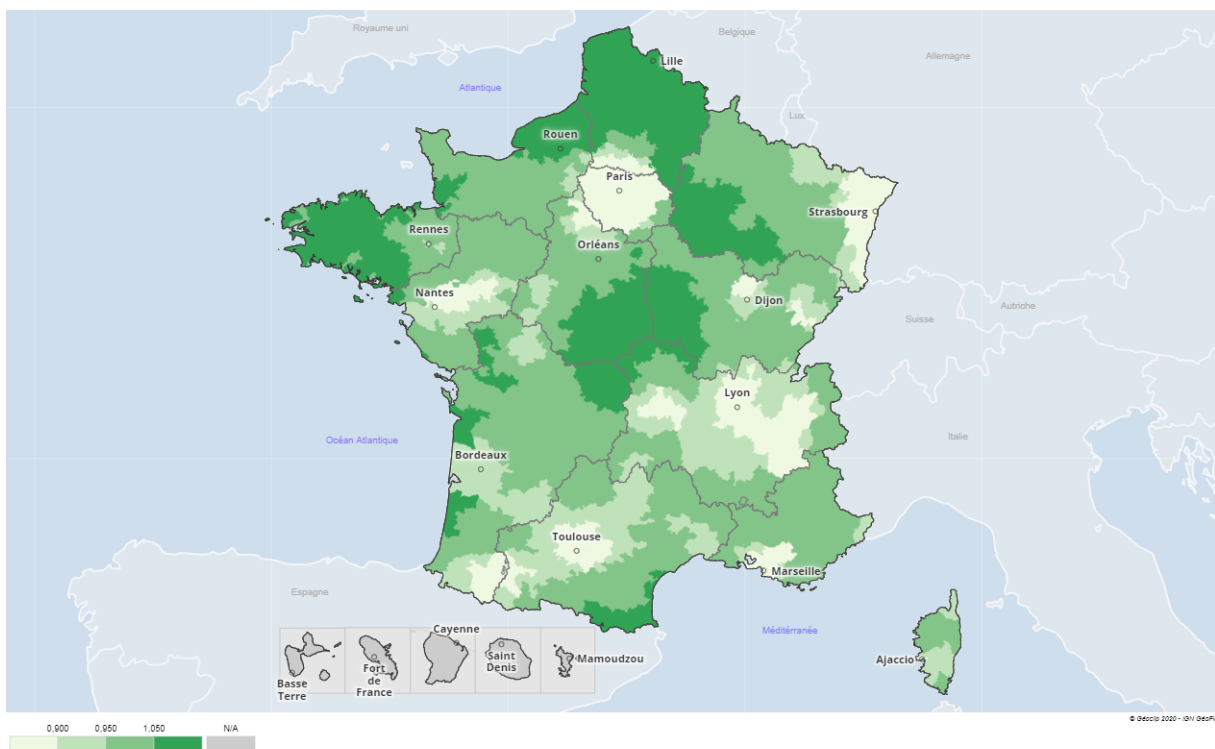 Royaume uni
Belgique
Allemagne
Lille
Atlantique
Lux
Rouen
Paris
Strasbourg
Rennes
Orléans
Nantes
Dijon
Autriche
Suisse
Lyon
Italie
Océan Atlantique
Bordeaux
Toulouse
Marseille
Espagne
Méditérranée
Cayenne
Saint
Denis
Mamoudzou
Fort
de
France
Basse
Terre
Ajaccio
© Géoclip 2020 - IGN GéoFl
0,900 0,950 1,050 N/A